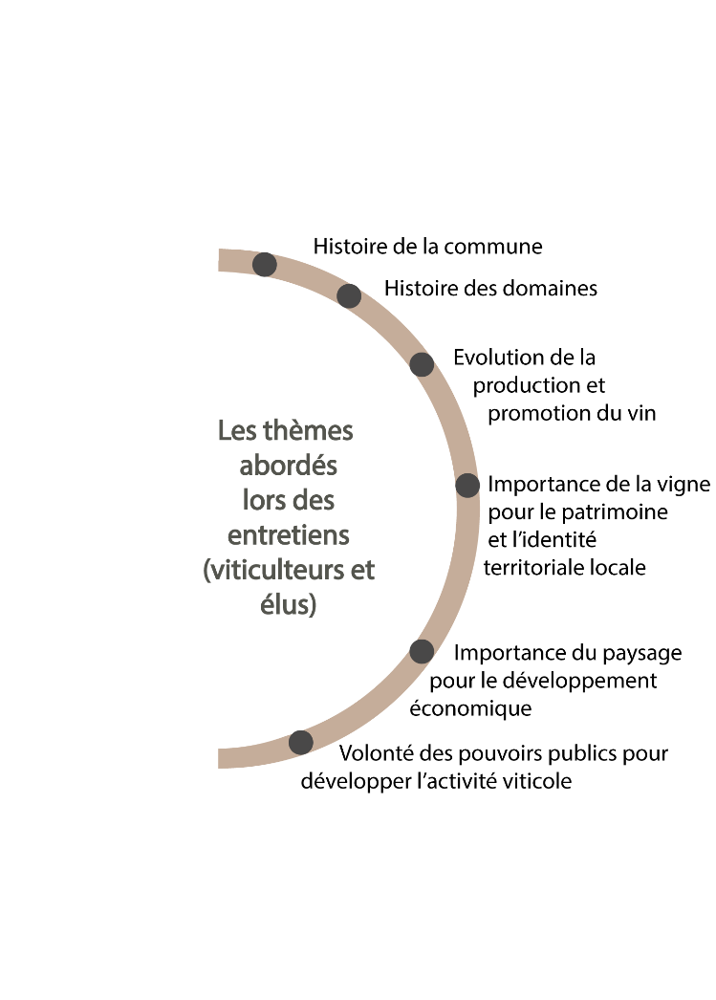 Histoire de la commune
Histoire des domaines
Evolution de la
production et
promotion du vin
Les thèmes
abordés
lors des
entretiens
(viticulteurs et
élus)
Importance de la vigne
pour le patrimoine
et l'identité
territoriale locale
Importance du paysage
pour le développement
économique
Volonté des pouvoirs publics pour
développer l'activité viticole